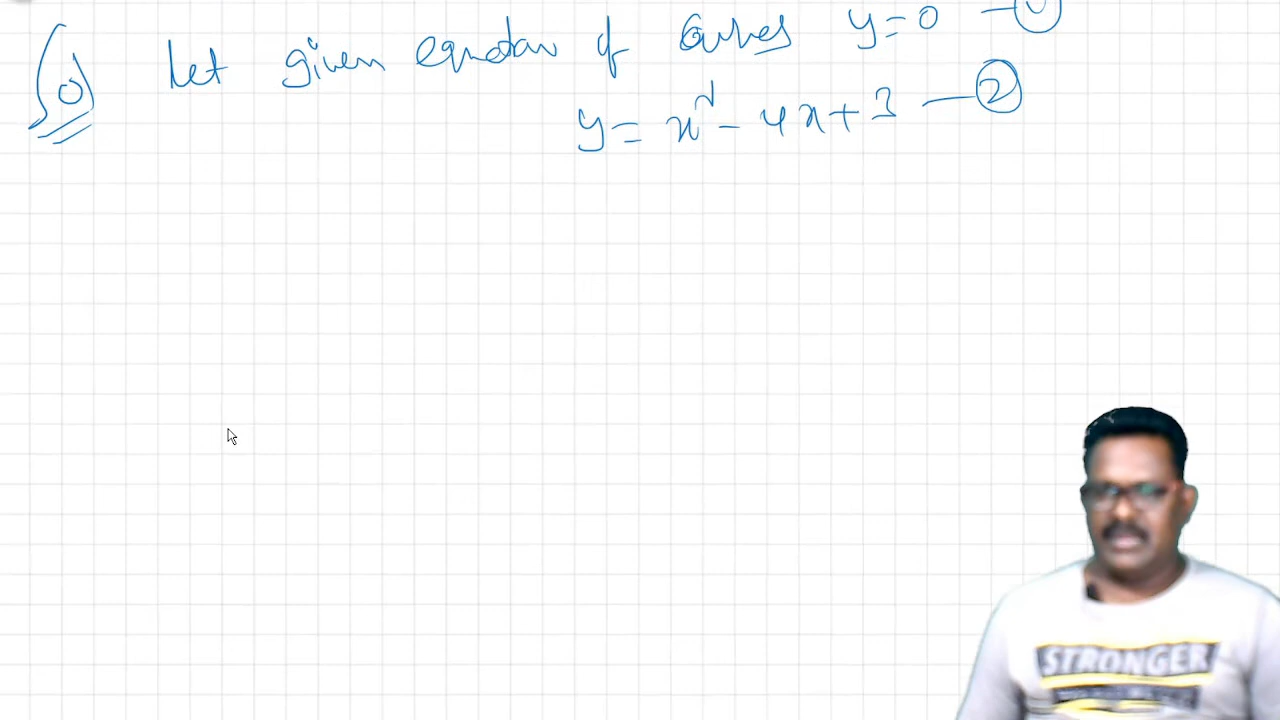 Sol Let given equation of curves y = 0 — ①
y = x² - 4x + 3 — ②
STRONGER